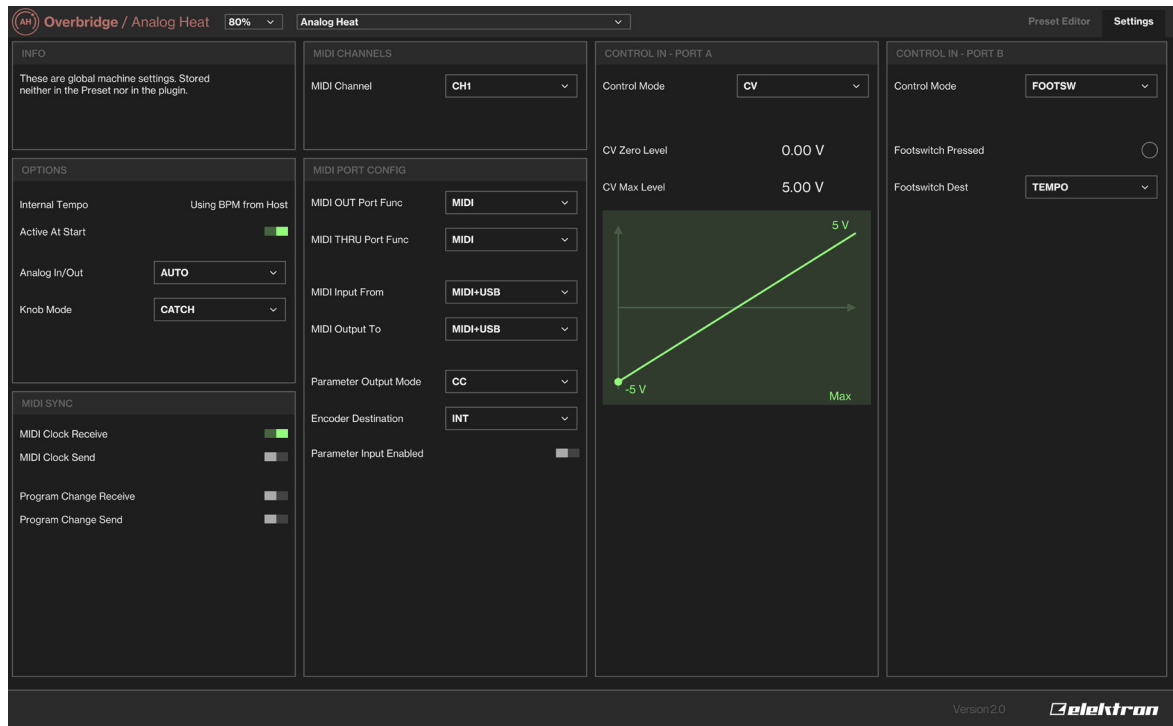 AH Overbridge / Analog Heat 80% Analog Heat Preset Editor Settings
INFO
These are global machine settings. Stored
neither in the Preset nor in the plugin.
OPTIONS
Internal Tempo Using BPM from Host
Active At Start
Analog In/Out AUTO
Knob Mode CATCH
MIDI SYNC
MIDI Clock Receive
MIDI Clock Send
Program Change Receive
Program Change Send
MIDI CHANNELS
MIDI Channel CH1
MIDI PORT CONFIG
MIDI OUT Port Func MIDI
MIDI THRU Port Func MIDI
MIDI Input From MIDI+USB
MIDI Output To MIDI+USB
Parameter Output Mode CC
Encoder Destination INT
Parameter Input Enabled
CONTROL IN - PORT A
Control Mode CV
CV Zero Level 0.00 V
CV Max Level 5.00 V
5 V
-5 V
Max
CONTROL IN - PORT B
Control Mode FOOTSW
Footswitch Pressed
Footswitch Dest TEMPO
Version 2.0 elektron